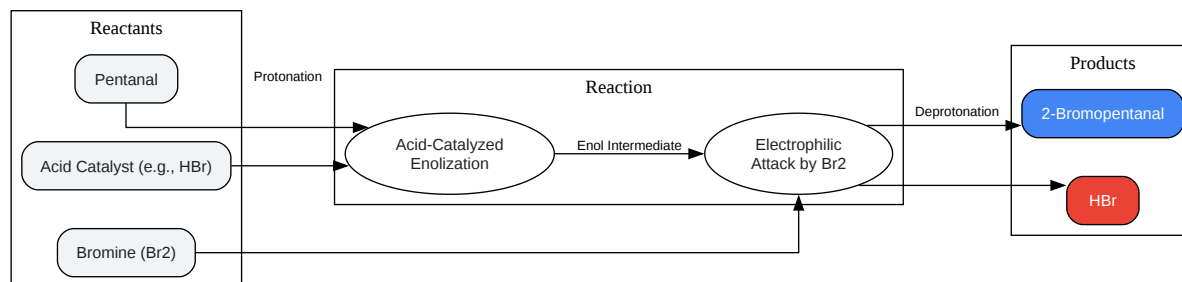 Reactants
Pentanal
Acid Catalyst (e.g., HBr)
Bromine (Br2)
Protonation
Reaction
Acid-Catalyzed
Enolization
Enol Intermediate
Electrophilic
Attack by Br2
Deprotonation
Products
2-Bromopentanal
HBr